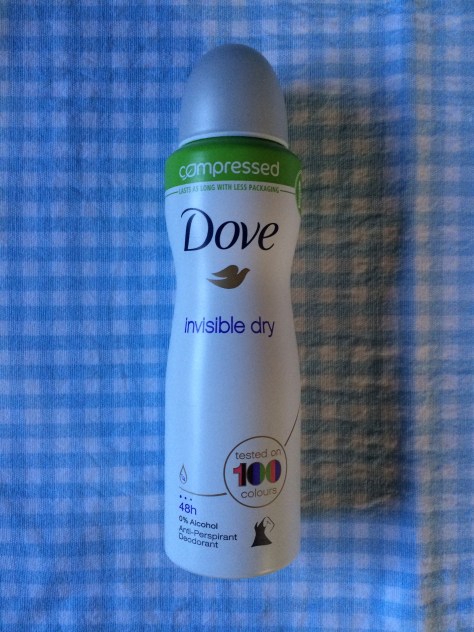 compressed
LASTS AS LONG WITH LESS PACKAGING
Dove
invisible dry
tested on
100
colours
48h
0% Alcohol
Anti-Perspirant
Deodorant